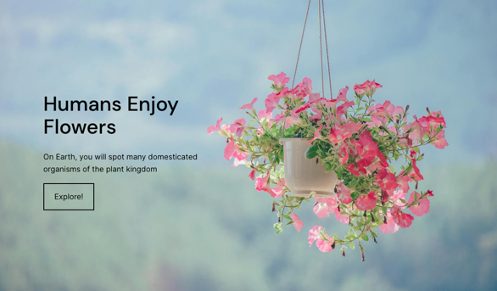 Humans Enjoy
Flowers
On Earth, you will spot many domesticated
organisms of the plant kingdom
Explore!